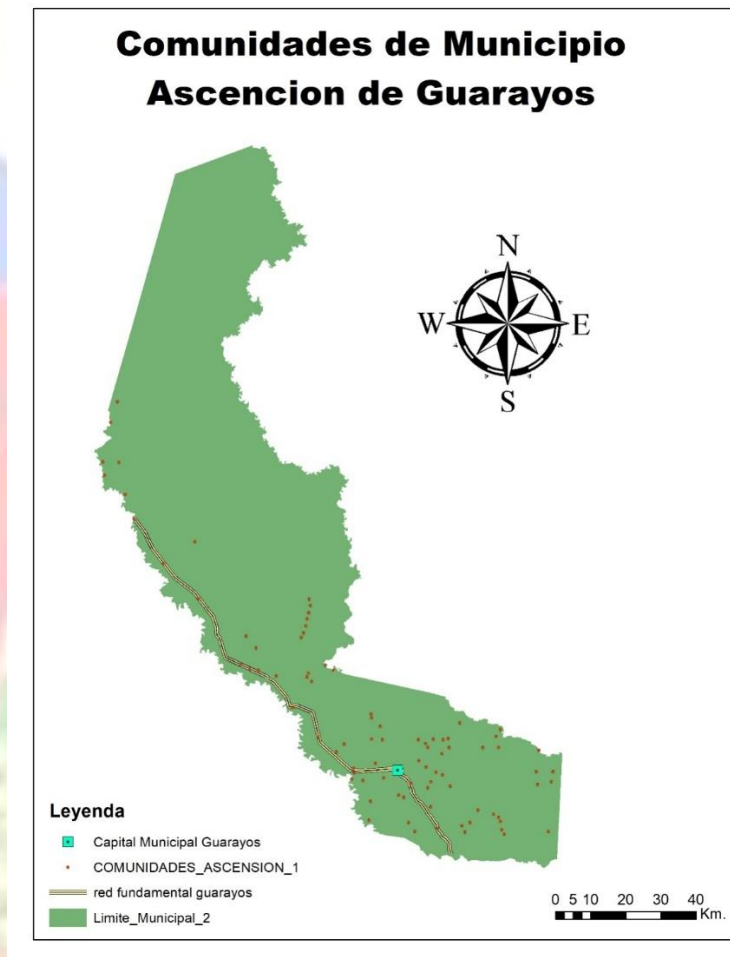 Comunidades de Municipio
Ascencion de Guarayos
N
W E
S
Leyenda
Capital Municipal Guarayos
COMUNIDADES_ASCENSION_1
red fundamental guarayos
Limite_Municipal_2
0 5 10 20 30 40
Km.